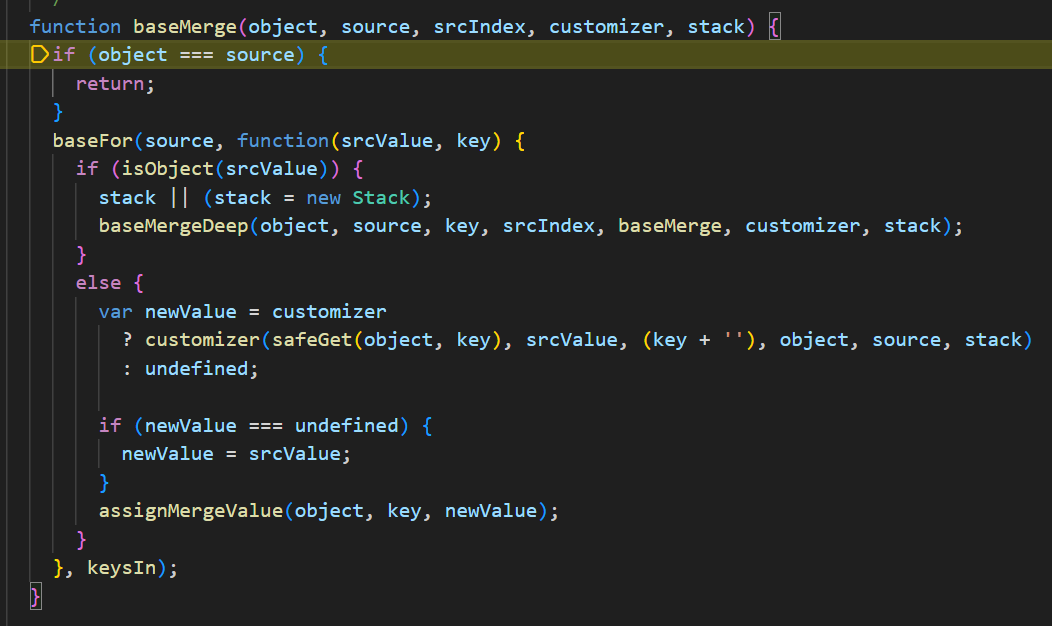 function baseMerge(object, source, srcIndex, customizer, stack) {
if (object === source) {
return;
}
baseFor(source, function(srcValue, key) {
if (isObject(srcValue)) {
stack || (stack = new Stack);
baseMergeDeep(object, source, key, srcIndex, baseMerge, customizer, stack);
}
else {
var newValue = customizer
? customizer(safeGet(object, key), srcValue, (key + ''), object, source, stack)
: undefined;
if (newValue === undefined) {
newValue = srcValue;
}
assignMergeValue(object, key, newValue);
}
}, keysIn);
}